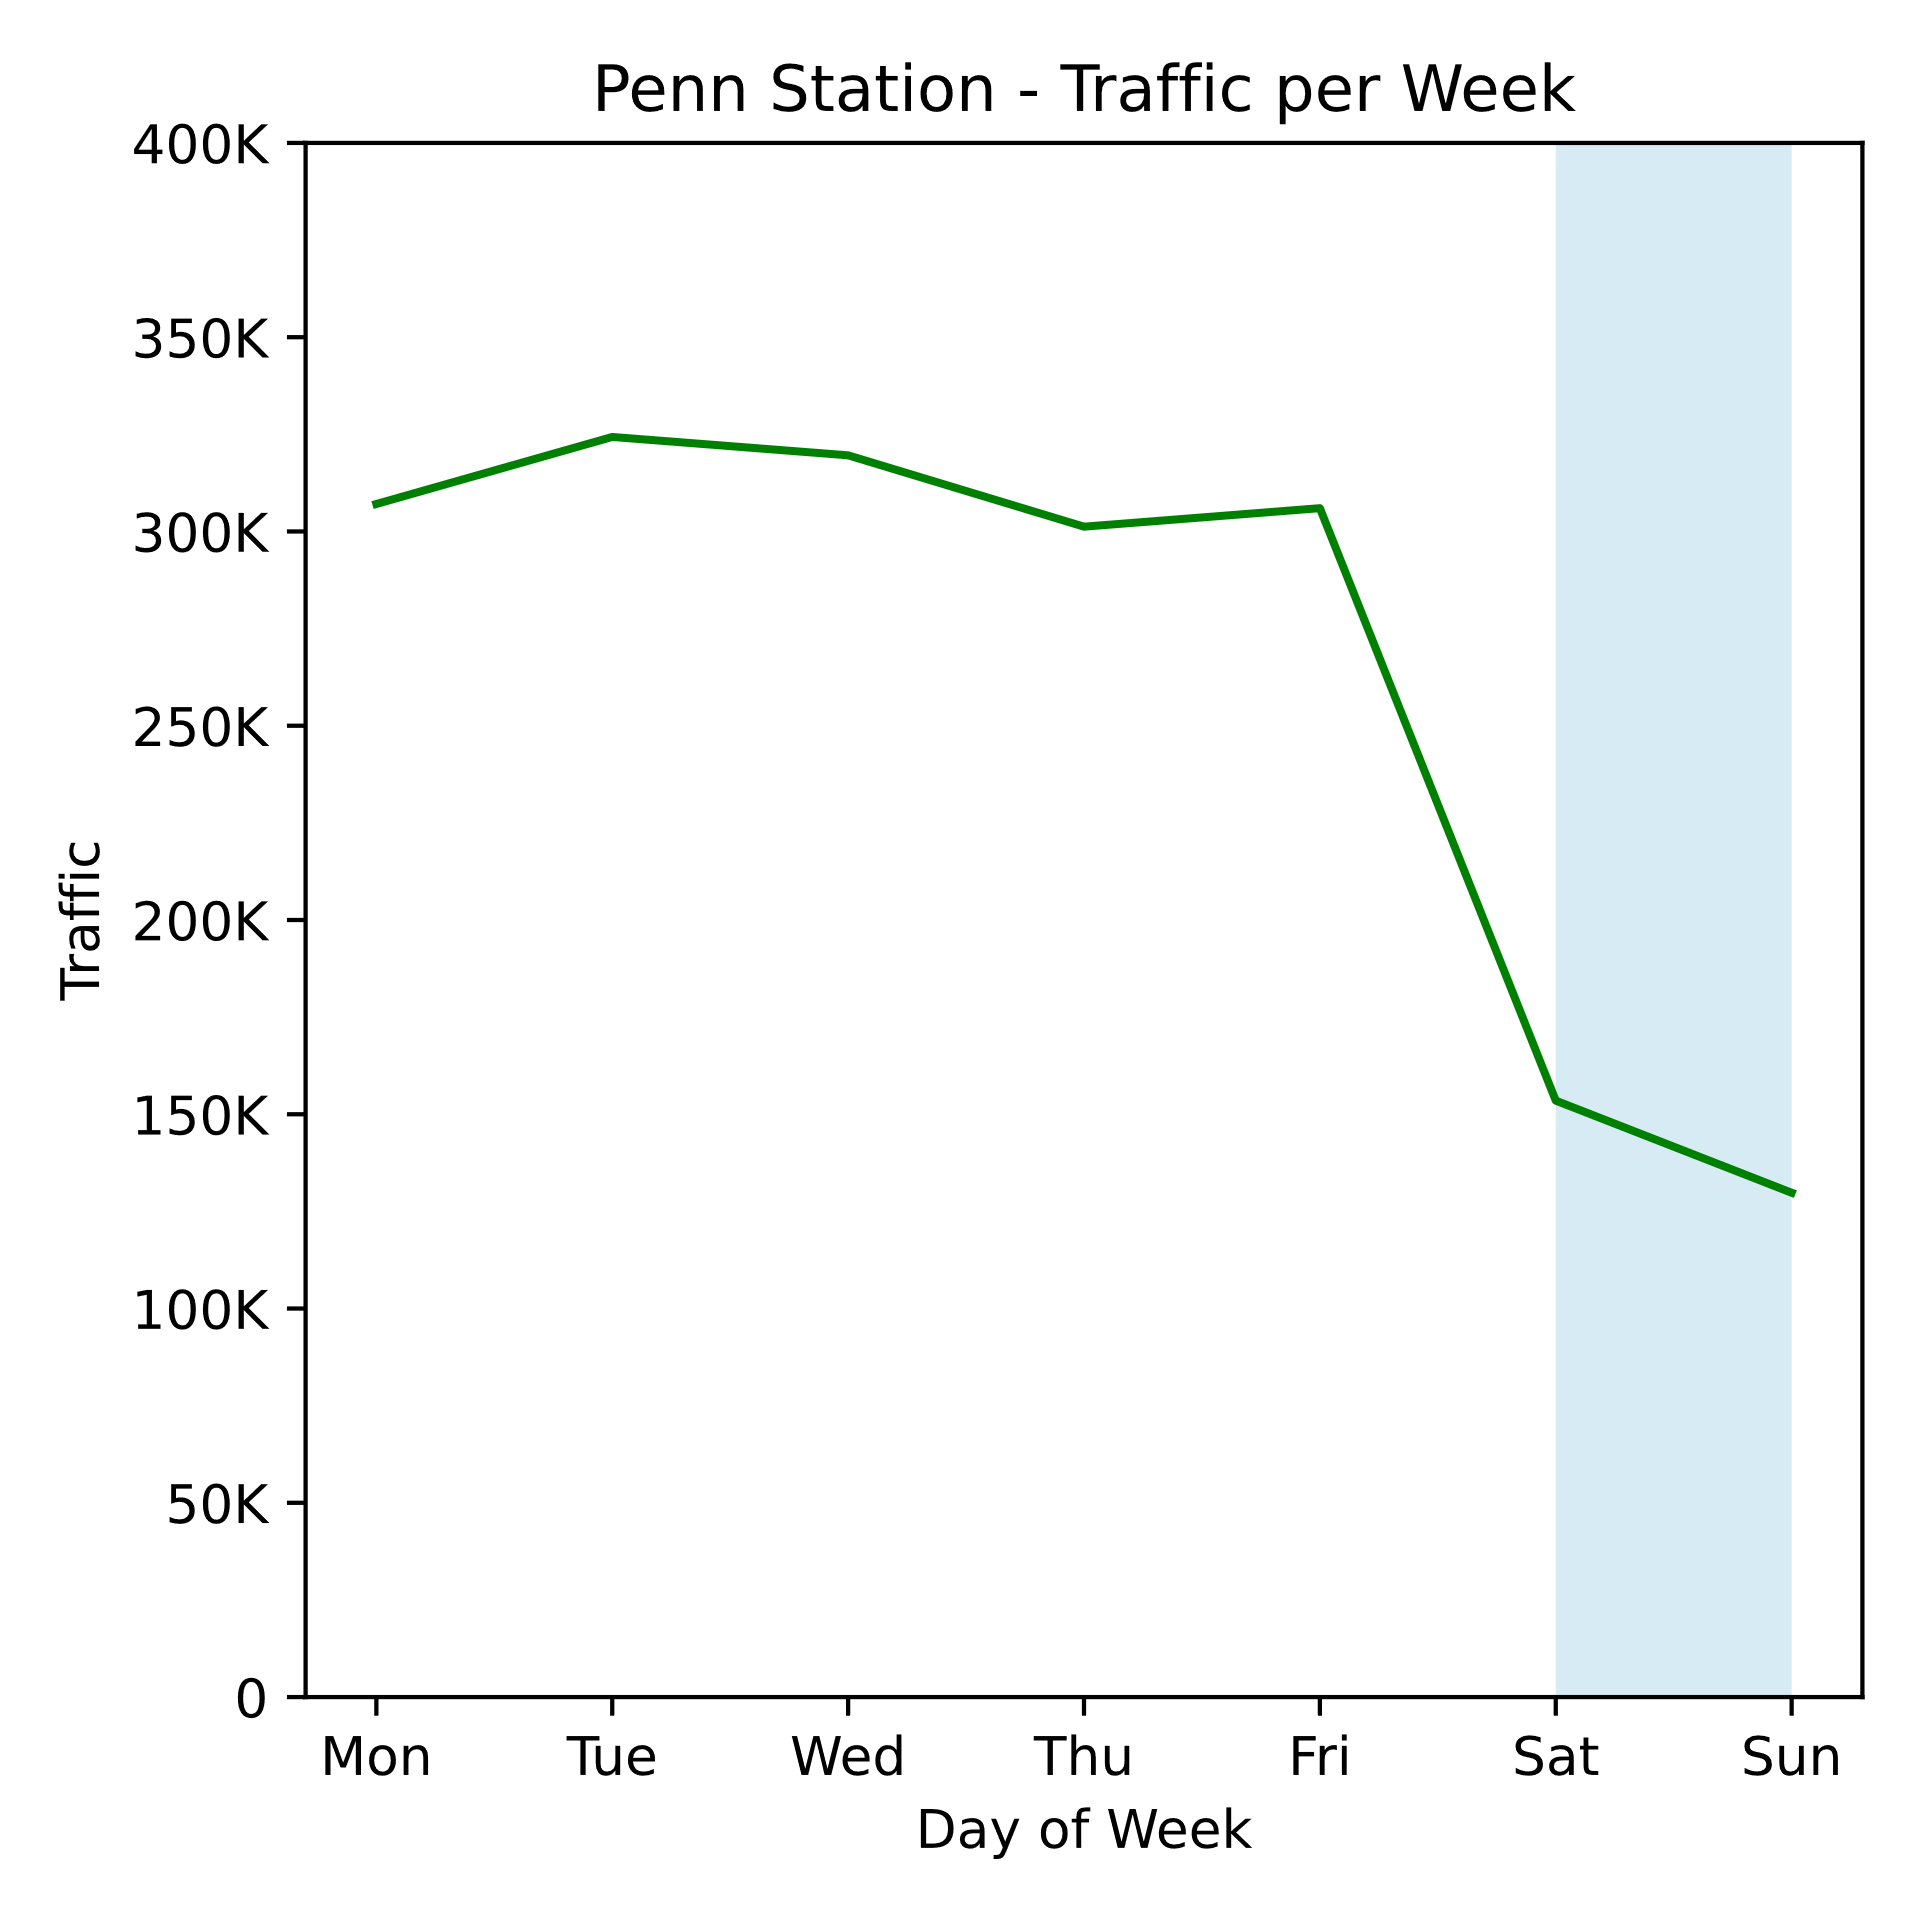 Penn Station - Traffic per Week
400K
350K
300K
250K
200K
150K
100K
50K
0
Traffic
Mon Tue Wed Thu Fri Sat Sun
Day of Week